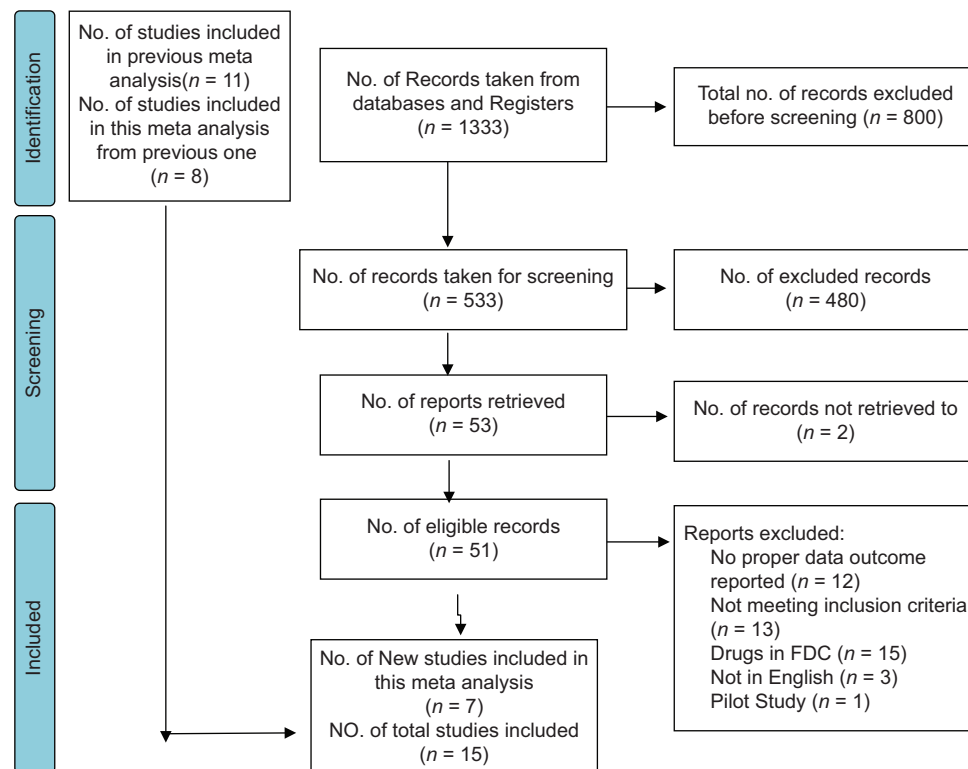 Identification
No. of studies included
in previous meta
analysis(n = 11)
No. of studies included
in this meta analysis
from previous one
(n = 8)
No. of Records taken from
databases and Registers
(n = 1333)
Total no. of records excluded
before screening (n = 800)
Screening
No. of records taken for screening
(n = 533)
No. of excluded records
(n = 480)
No. of reports retrieved
(n = 53)
No. of records not retrieved to
(n = 2)
Included
No. of eligible records
(n = 51)
Reports excluded:
No proper data outcome
reported (n = 12)
Not meeting inclusion criteria
(n = 13)
Drugs in FDC (n = 15)
Not in English (n = 3)
Pilot Study (n = 1)
No. of New studies included in
this meta analysis
(n = 7)
NO. of total studies included
(n = 15)